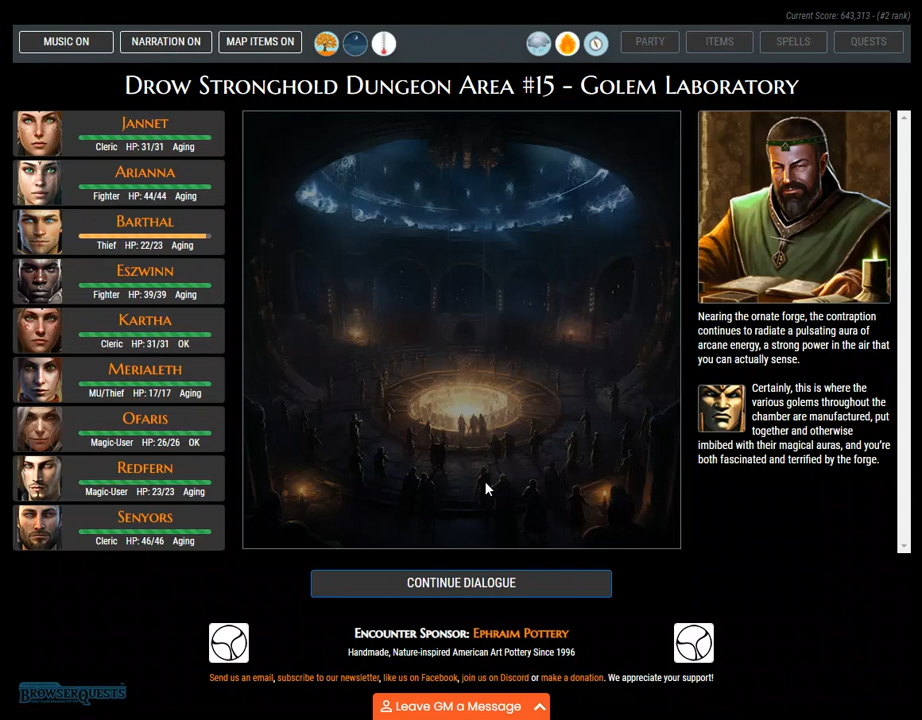 Current Score: 643,313 - (#2 rank)
MUSIC ON
NARRATION ON
MAP ITEMS ON
PARTY
ITEMS
SPELLS
QUESTS
Drow Stronghold Dungeon Area #15 - Golem Laboratory
Jannet
Cleric HP: 31/31 Aging
Arianna
Fighter HP: 44/44 Aging
Barthal
Thief HP: 22/23 Aging
Eszwinn
Fighter HP: 39/39 Aging
Kartha
Cleric HP: 31/31 OK
Merialeth
MU/Thief HP: 17/17 Aging
Ofaris
Magic-User HP: 26/26 OK
Redfern
Magic-User HP: 23/23 Aging
Senyors
Cleric HP: 46/46 Aging
Nearing the ornate forge, the contraption
continues to radiate a pulsating aura of
arcane energy, a strong power in the air that
you can actually sense.
Certainly, this is where the
various golems throughout the
chamber are manufactured, put
together and otherwise
imbibed with their magical auras, and you're
both fascinated and terrified by the forge.
CONTINUE DIALOGUE
Encounter Sponsor: Ephraim Pottery
Handmade, Nature-inspired American Art Pottery Since 1996
Send us an email, subscribe to our newsletter, like us on Facebook, join us on Discord or make a donation. We appreciate your support!
BrowserQuests
Leave GM a Message